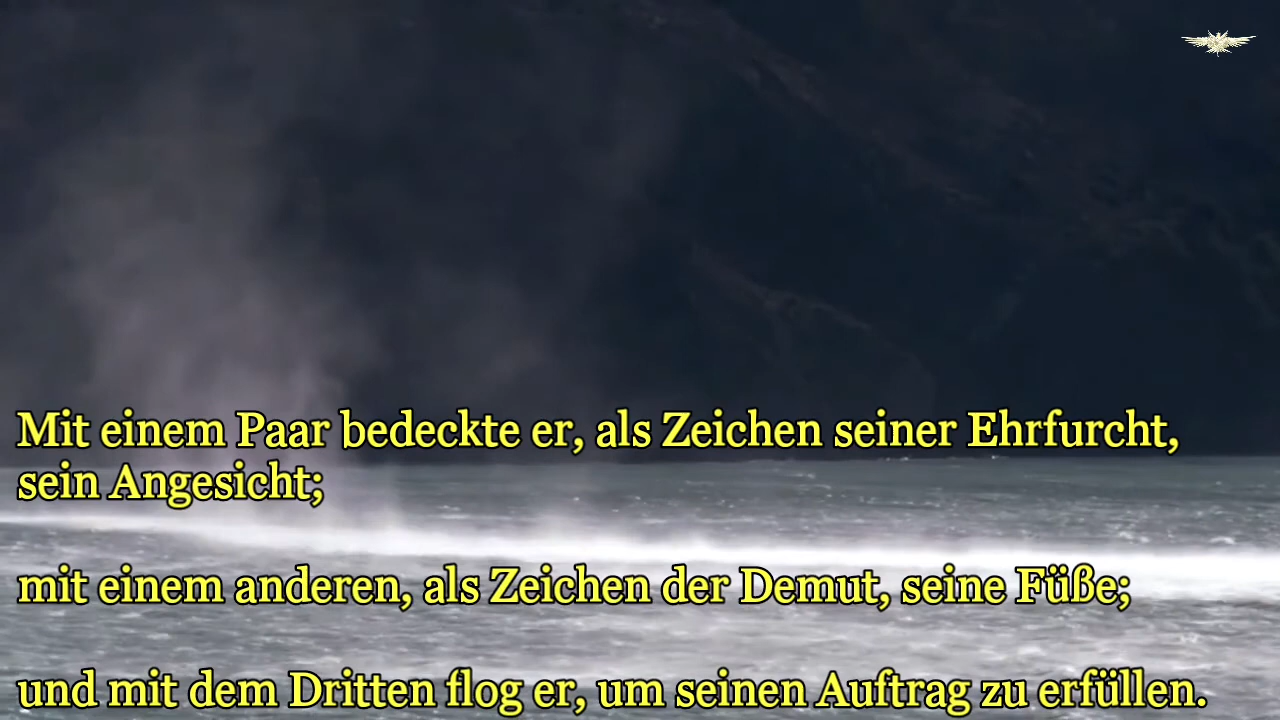 Mit einem Paar bedeckte er, als Zeichen seiner Ehrfurcht,
sein Angesicht;
mit einem anderen, als Zeichen der Demut, seine Füße;
und mit dem Dritten flog er, um seinen Auftrag zu erfüllen.